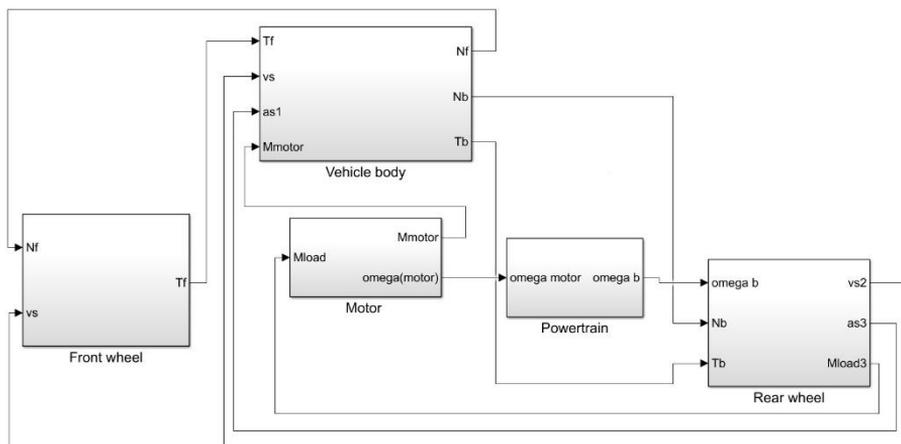 Tf
vs
as1
Mmotor
Nf
Nb
Tb
Vehicle body
Nf
vs
Tf
Front wheel
Mload
Mmotor
omega(motor)
Motor
omega motor
omega b
Powertrain
omega b
Nb
Tb
vs2
as3
Mload3
Rear wheel